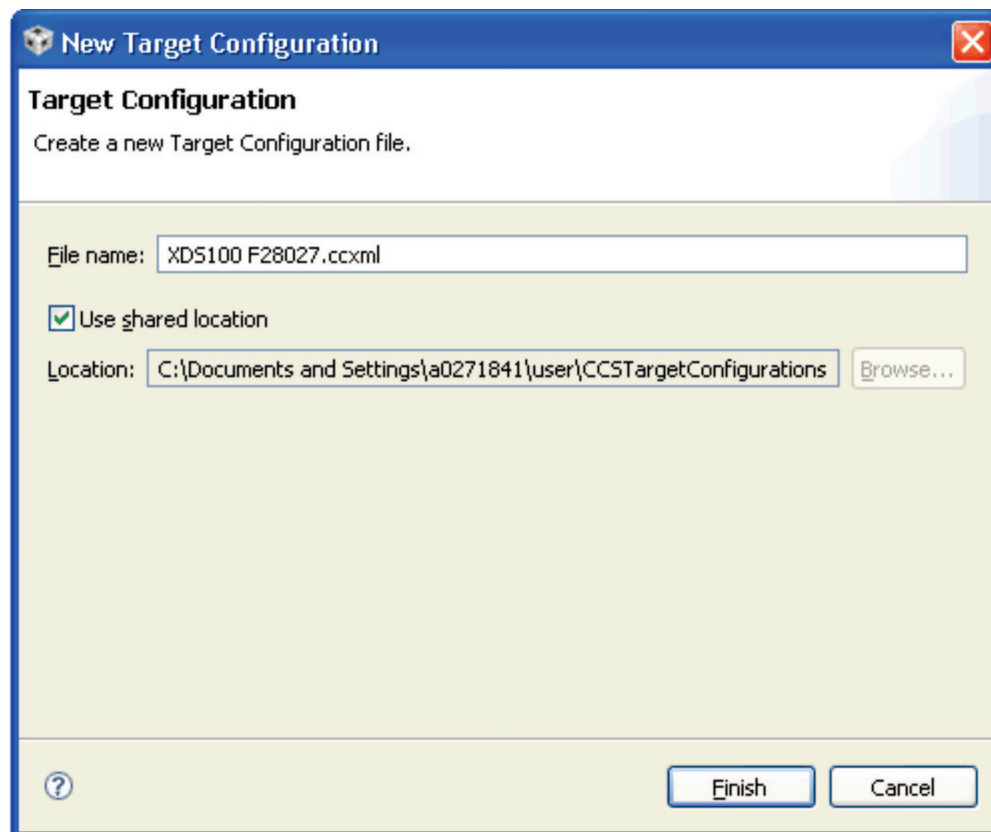 New Target Configuration
Target Configuration
Create a new Target Configuration file.
File name: XDS100 F28027.ccxml
Use shared location
Location: C:\Documents and Settings\a0271841\user\CCSTargetConfigurations Browse...
? Finish Cancel